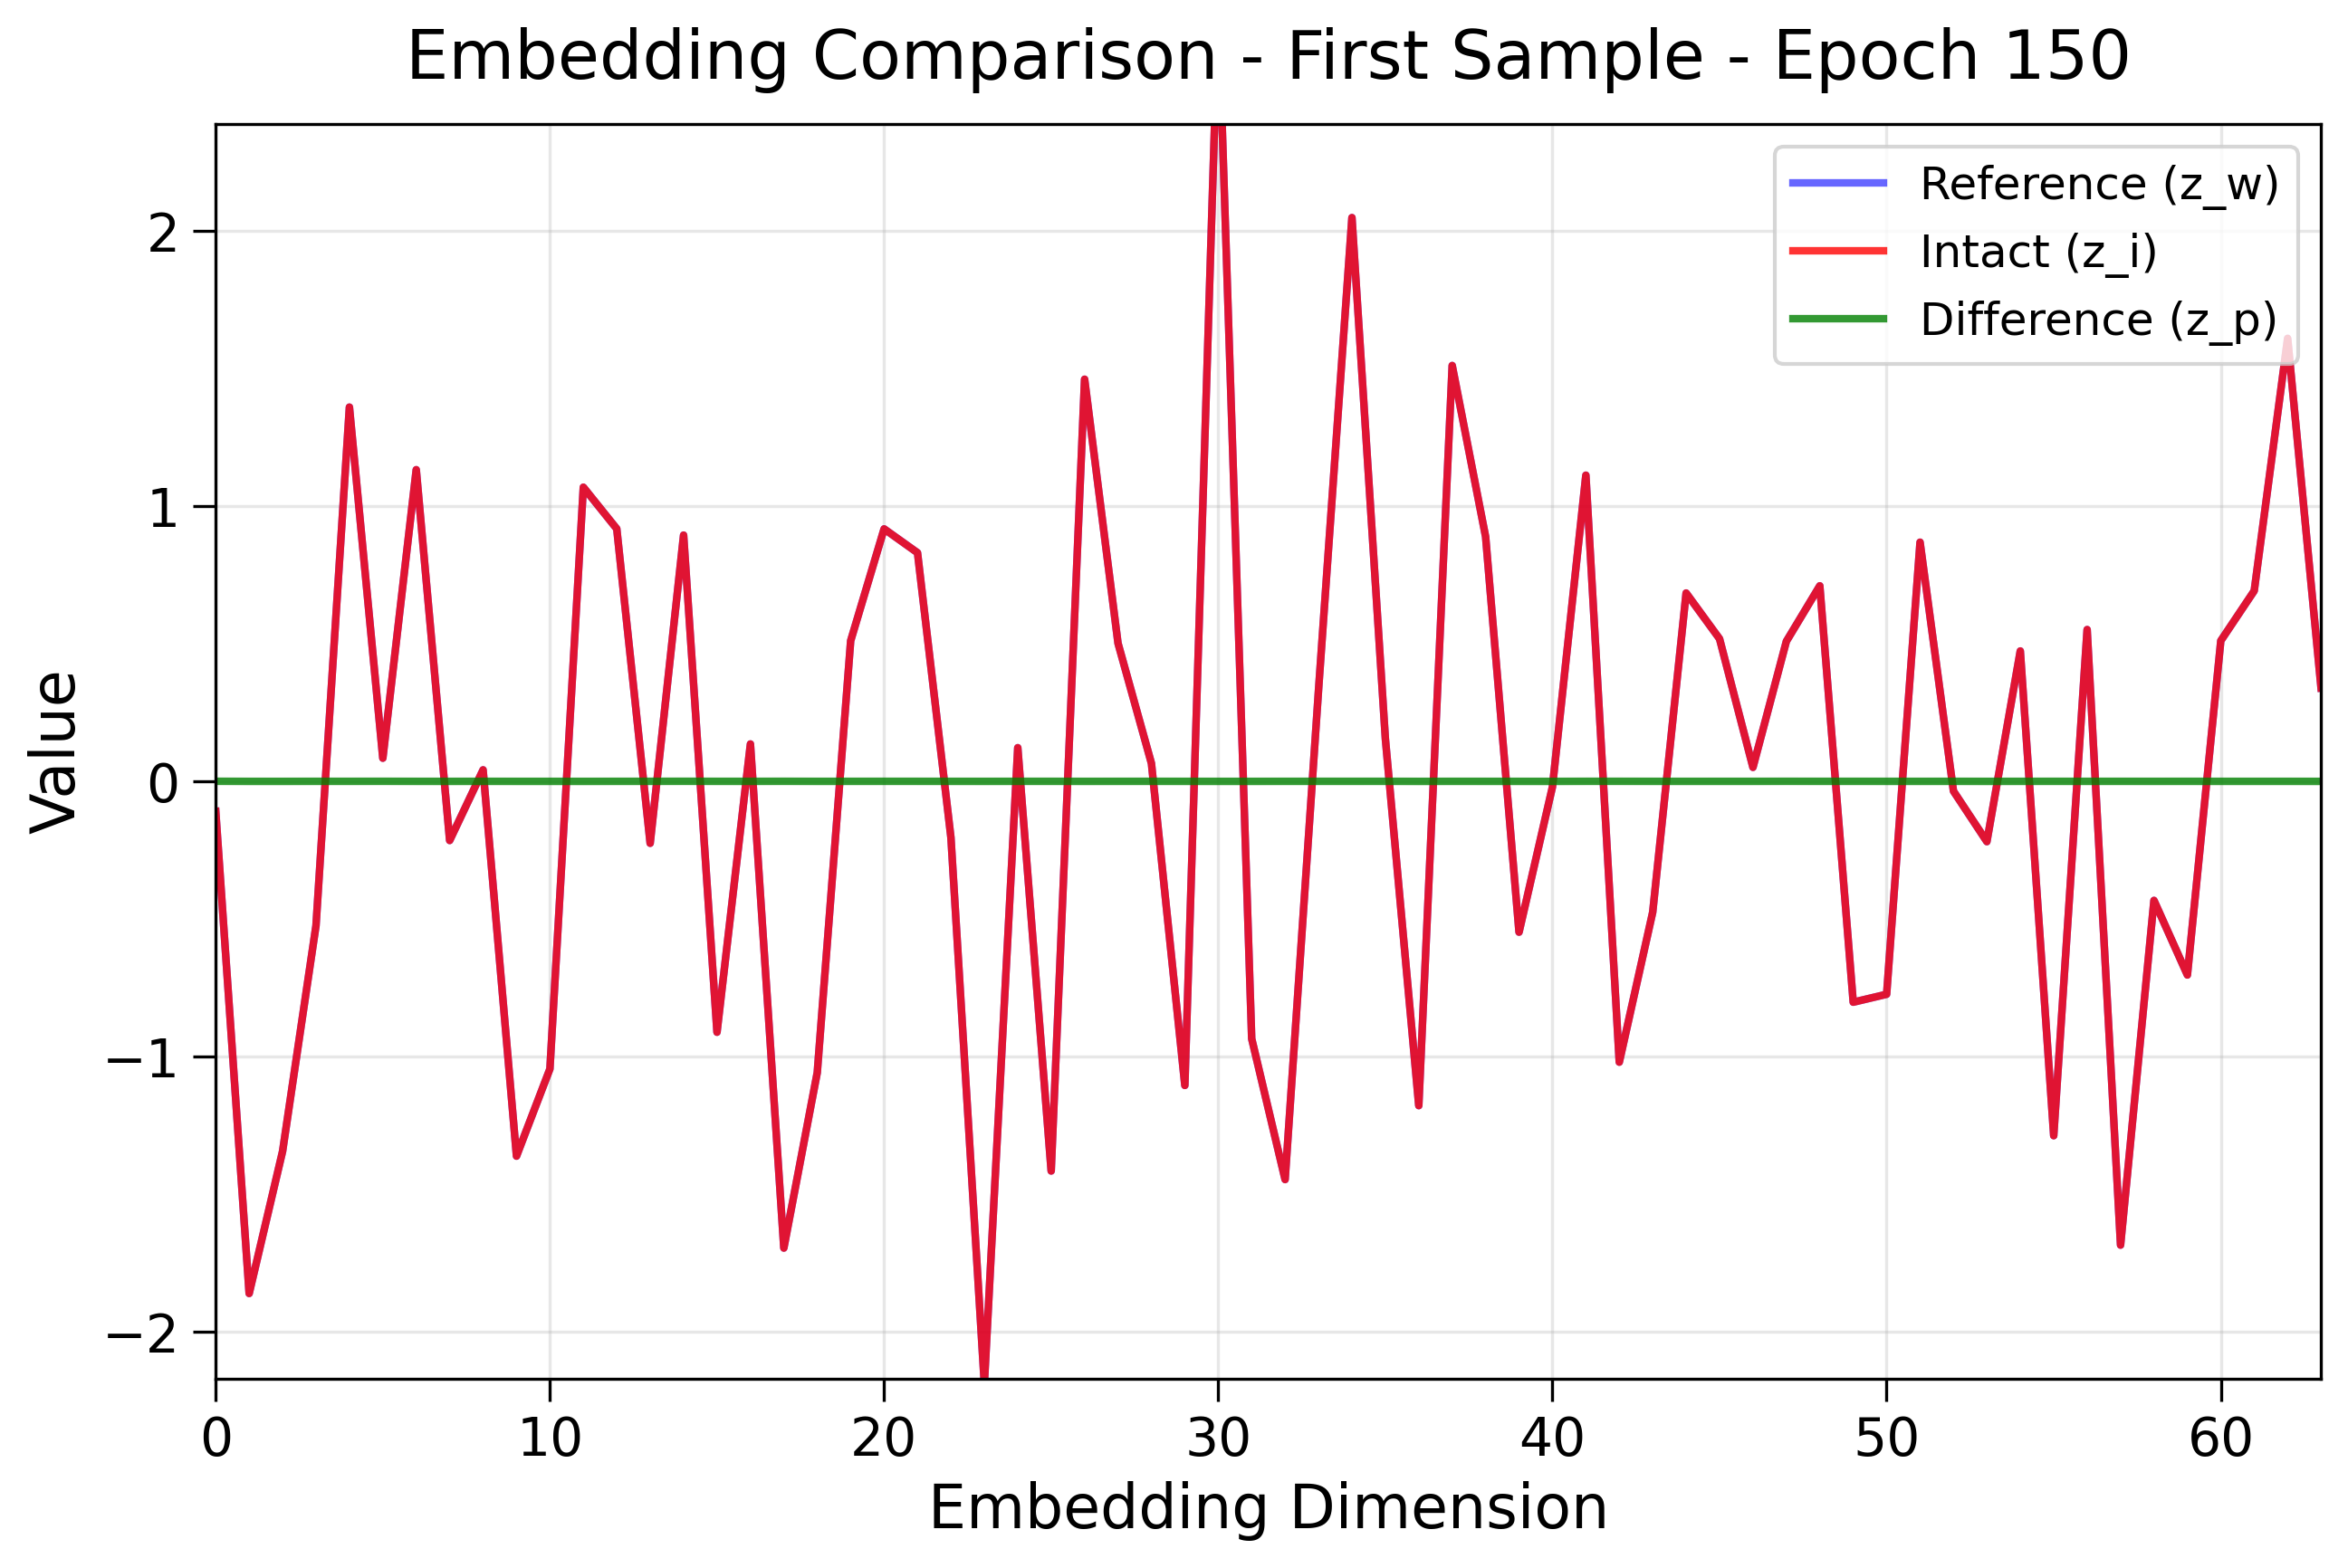 Embedding Comparison - First Sample - Epoch 150
Reference (z_w)
Intact (z_i)
Difference (z_p)
Value
2
1
0
−1
−2
0 10 20 30 40 50 60
Embedding Dimension